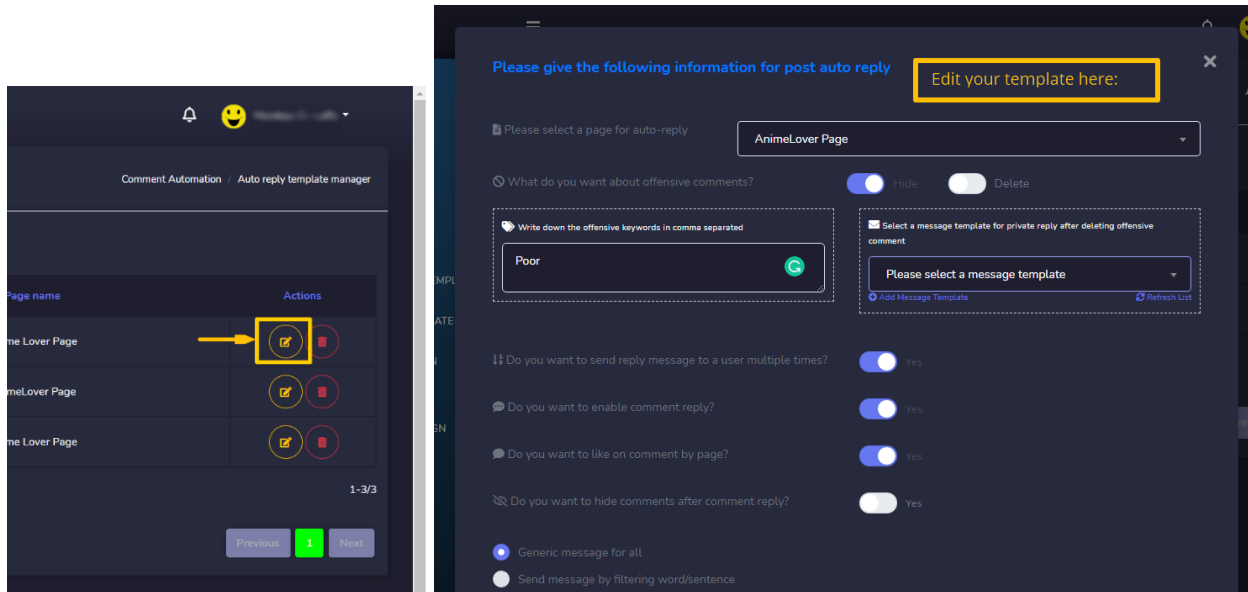 Comment Automation / Auto reply template manager
Page name Actions
me Lover Page
meLover Page
me Lover Page
1-3/3
Previous 1 Next
Please give the following information for post auto reply
Edit your template here:
Please select a page for auto-reply
AnimeLover Page
What do you want about offensive comments?
Hide Delete
Write down the offensive keywords in comma separated
Poor
Select a message template for private reply after deleting offensive
comment
Please select a message template
Add Message Template Refresh List
Do you want to send reply message to a user multiple times?
Yes
Do you want to enable comment reply?
Yes
Do you want to like on comment by page?
Yes
Do you want to hide comments after comment reply?
Yes
Generic message for all
Send message by filtering word/sentence